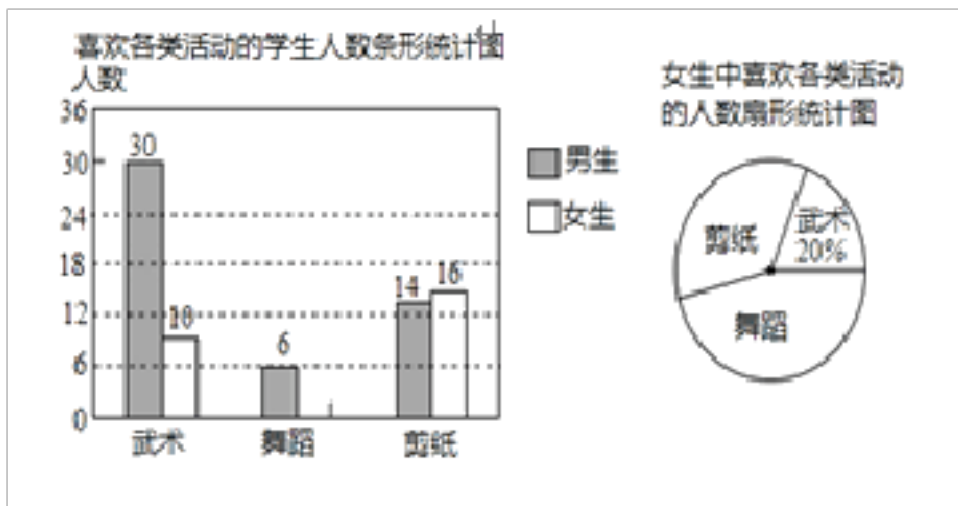 喜欢各类活动的学生人数条形统计图
人数
36
30
24
18
12
6
0
30
10
6
14
16
武术
舞蹈
剪纸
男生
女生
女生中喜欢各类活动
的人数扇形统计图
剪纸
武术
20%
舞蹈